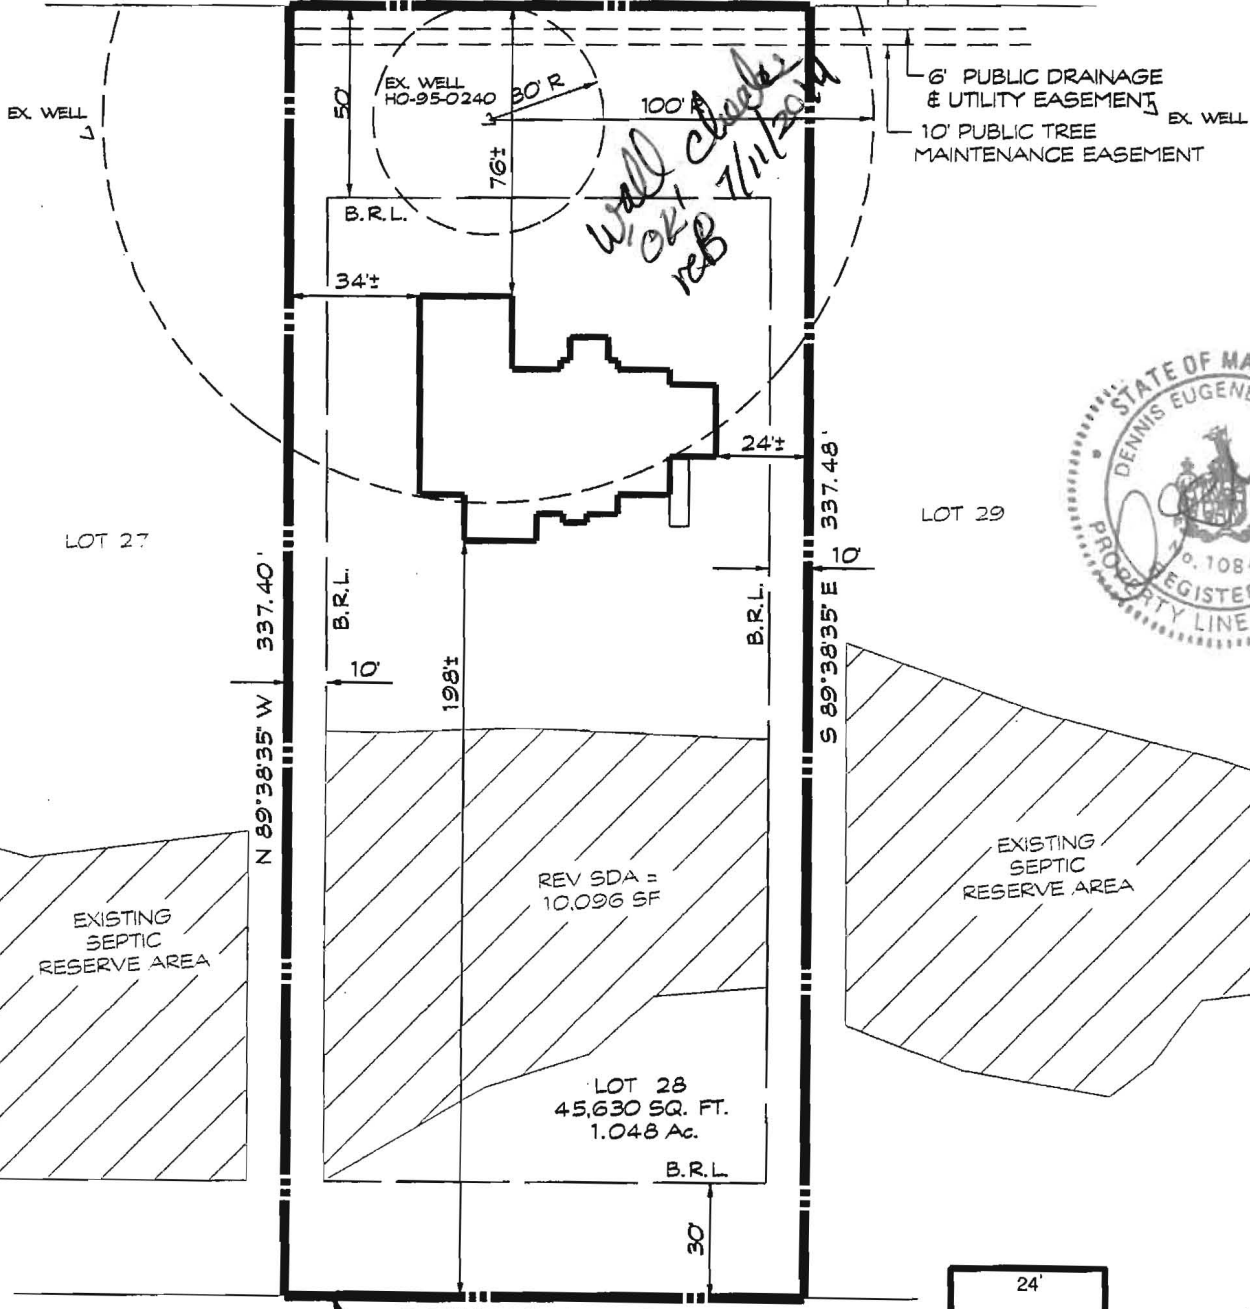 6' PUBLIC DRAINAGE
& UTILITY EASEMENT
10' PUBLIC TREE
MAINTENANCE EASEMENT
EX. WELL
EX. WELL
EX. WELL
HO-95-0240
30' R
100' R
50'
76'±
Wall check
OK!
7/11/2014
B.R.L.
34'±
24'±
STATE OF MA
DENNIS EUGENE
No. 108
REGISTE
PROPERTY LINE
LOT 27
LOT 29
N 89°38'35" W 337.40'
S 89°38'35" E 337.48'
B.R.L.
B.R.L.
10'
10'
198'±
EXISTING
SEPTIC
RESERVE AREA
REV SDA =
10,096 SF
EXISTING
SEPTIC
RESERVE AREA
LOT 28
45,630 SQ. FT.
1.048 Ac.
B.R.L.
30'
24'